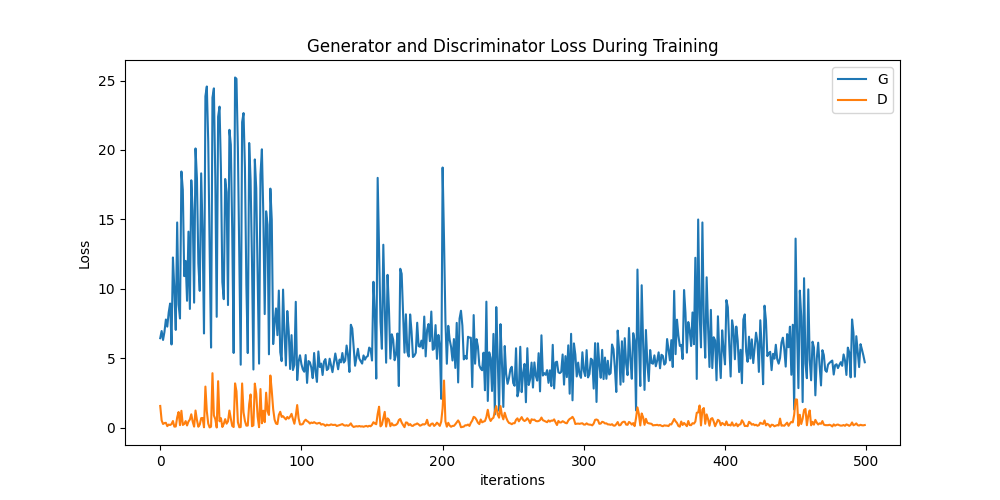 Generator and Discriminator Loss During Training
G
D
25
20
15
10
5
0
Loss
0 100 200 300 400 500
iterations